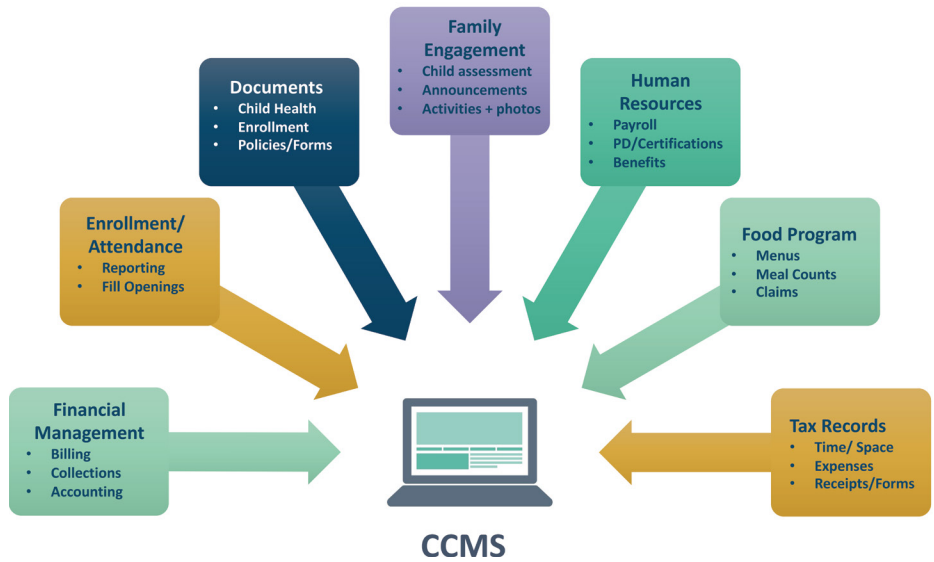 Financial
Management
• Billing
• Collections
• Accounting
Enrollment/
Attendance
• Reporting
• Fill Openings
Documents
• Child Health
• Enrollment
• Policies/Forms
Family
Engagement
• Child assessment
• Announcements
• Activities + photos
Human
Resources
• Payroll
• PD/Certifications
• Benefits
Food Program
• Menus
• Meal Counts
• Claims
Tax Records
• Time/ Space
• Expenses
• Receipts/Forms
CCMS